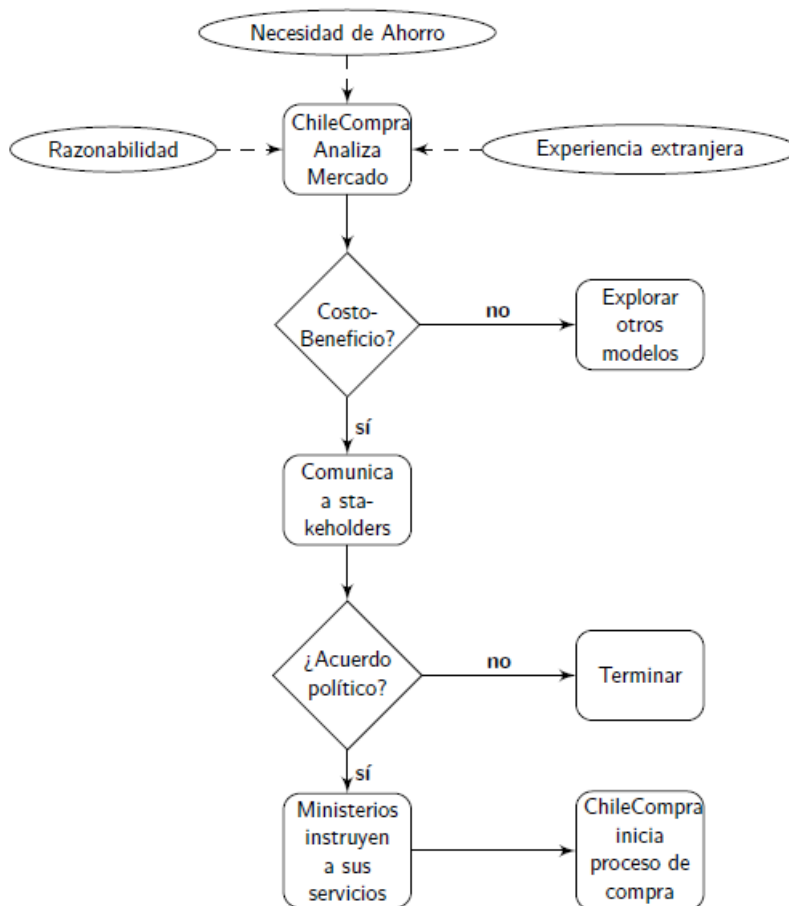 Necesidad de Ahorro
ChileCompra
Analiza
Mercado
Razonabilidad
Experiencia extranjera
Costo-
Beneficio?
no
Explorar
otros
modelos
sí
Comunica
a sta-
keholders
¿Acuerdo
político?
no
Terminar
sí
Ministerios
instruyen
a sus
servicios
ChileCompra
inicia
proceso de
compra